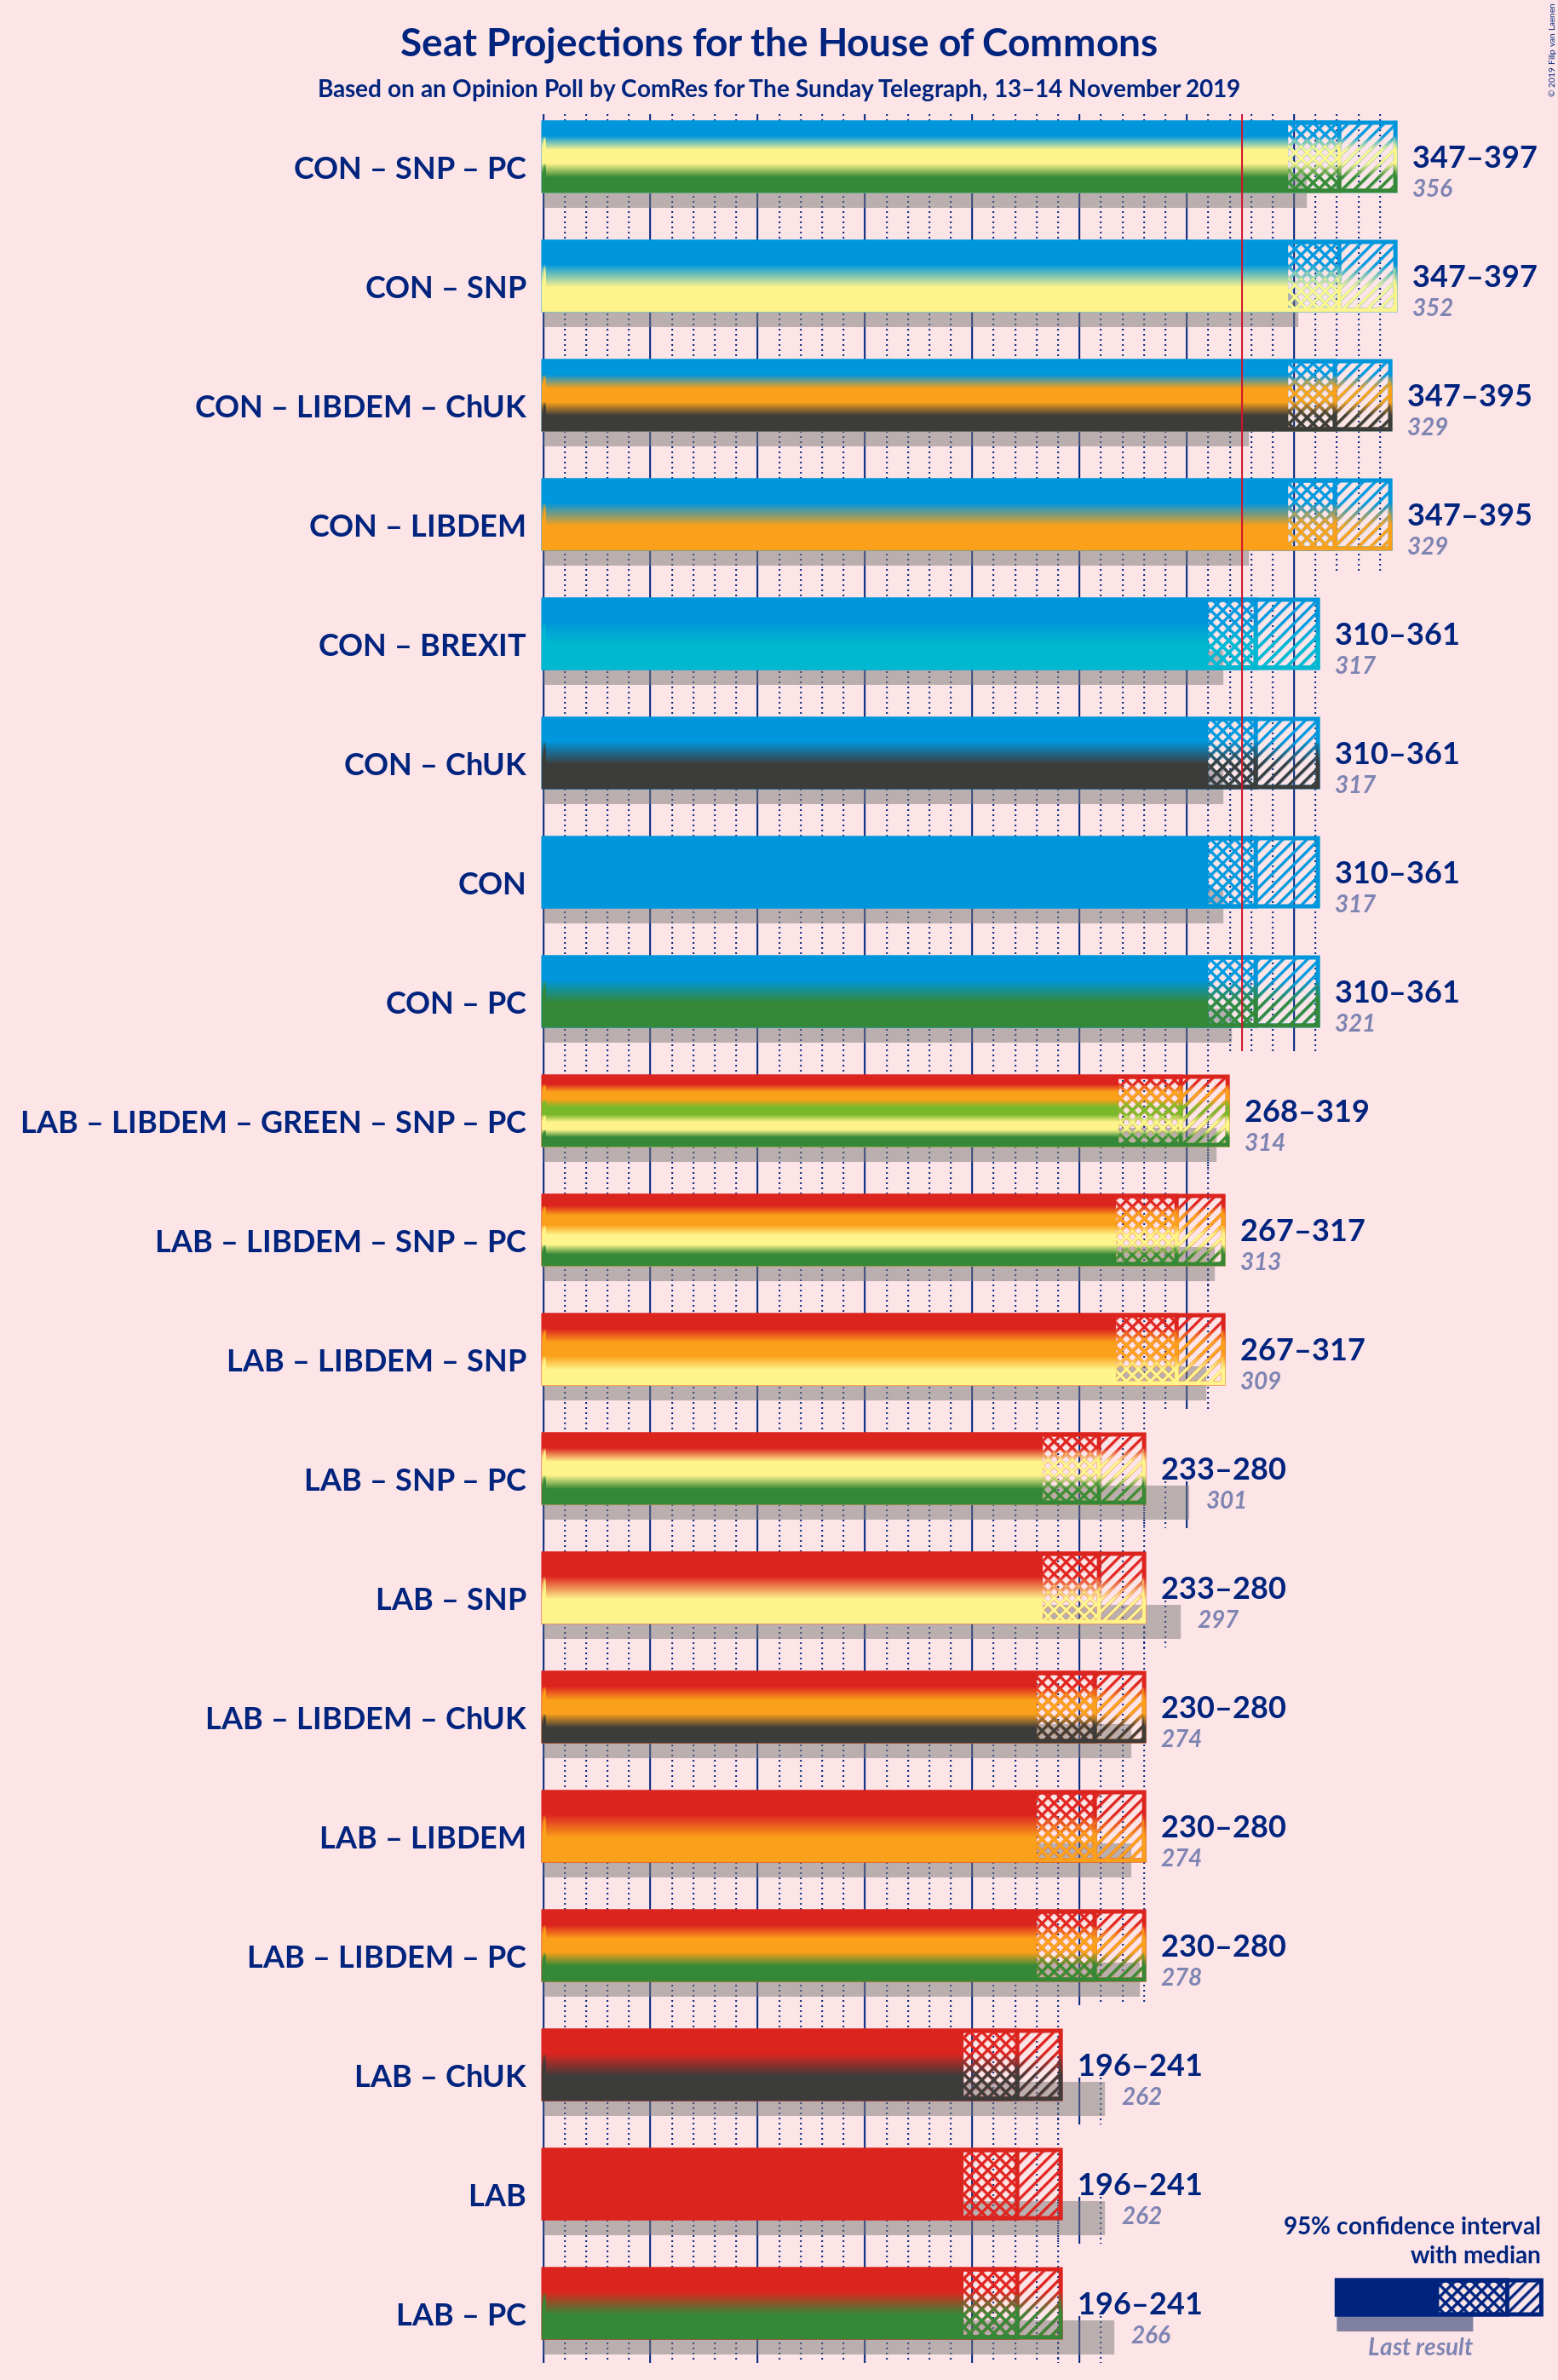 Seat Projections for the House of Commons
Based on an Opinion Poll by ComRes for The Sunday Telegraph, 13–14 November 2019
© 2019 Filip van Laenen
CON – SNP – PC
347–397
356
CON – SNP
347–397
352
CON – LIBDEM – ChUK
347–395
329
CON – LIBDEM
347–395
329
CON – BREXIT
310–361
317
CON – ChUK
310–361
317
CON
310–361
317
CON – PC
310–361
321
LAB – LIBDEM – GREEN – SNP – PC
268–319
314
LAB – LIBDEM – SNP – PC
267–317
313
LAB – LIBDEM – SNP
267–317
309
LAB – SNP – PC
233–280
301
LAB – SNP
233–280
297
LAB – LIBDEM – ChUK
230–280
274
LAB – LIBDEM
230–280
274
LAB – LIBDEM – PC
230–280
278
LAB – ChUK
196–241
262
LAB
196–241
262
LAB – PC
196–241
266
95% confidence interval
with median
Last result